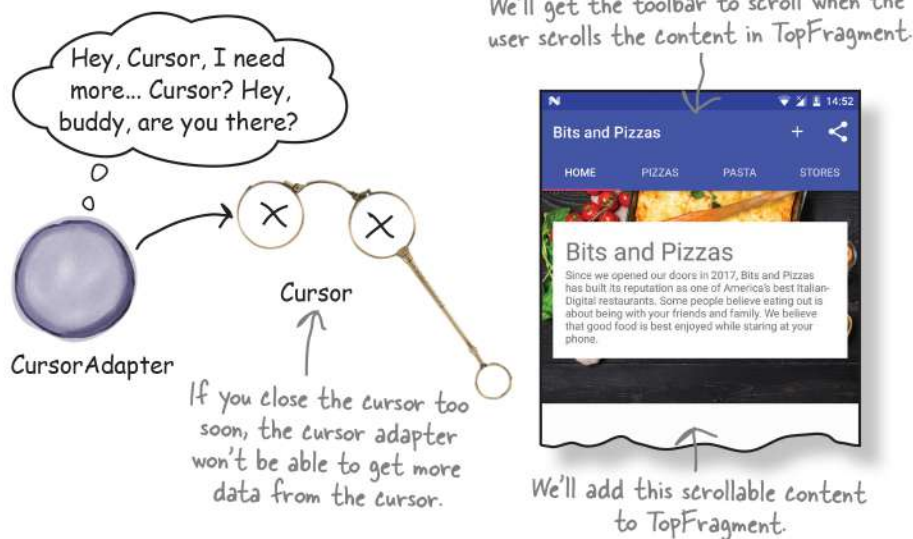 Hey, Cursor, I need
more... Cursor? Hey,
buddy, are you there?
CursorAdapter
Cursor
If you close the cursor too
soon, the cursor adapter
won't be able to get more
data from the cursor.
We'll get the toolbar to scroll when the
user scrolls the content in TopFragment.
14:52
Bits and Pizzas
HOME PIZZAS PASTA STORES
Bits and Pizzas
Since we opened our doors in 2017, Bits and Pizzas
has built its reputation as one of America's best Italian-
Digital restaurants. Some people believe eating out is
about being with your friends and family. We believe
that good food is best enjoyed while staring at your
phone.
We'll add this scrollable content
to TopFragment.